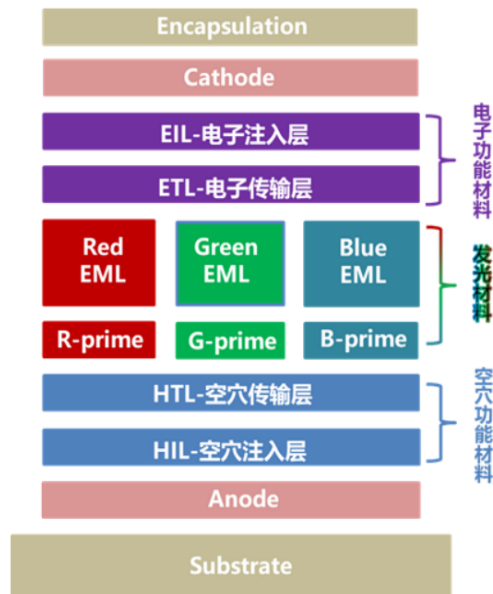 Encapsulation
Cathode
EIL-电子注入层
ETL-电子传输层
电子功能材料
Red
EML
Green
EML
Blue
EML
发光材料
R-prime
G-prime
B-prime
HTL-空穴传输层
HIL-空穴注入层
空穴功能材料
Anode
Substrate